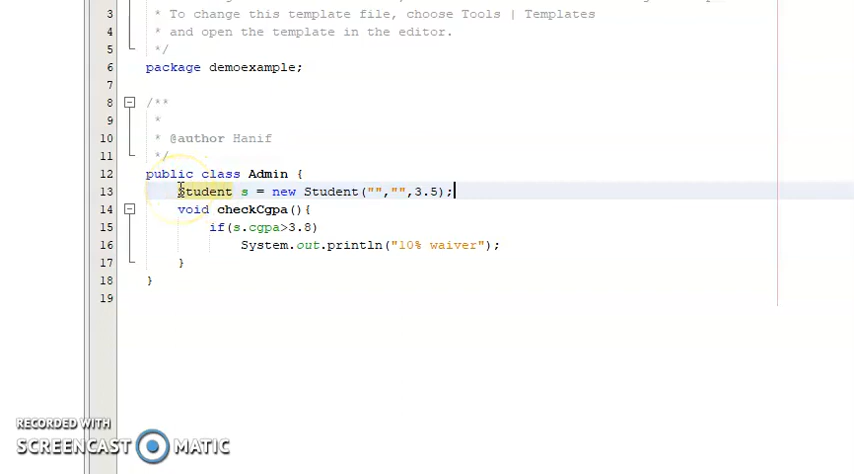 3 * To change this template file, choose Tools | Templates
4 * and open the template in the editor.
5 */
6 package demoexample;
7
8 /**
9 *
10 * @author Hanif
11 */
12 public class Admin {
13 Student s = new Student("","",3.5);
14 void checkCgpa(){
15 if(s.cgpa>3.8)
16 System.out.println("10% waiver");
17 }
18 }
19
RECORDED WITH
SCREENCAST MATIC